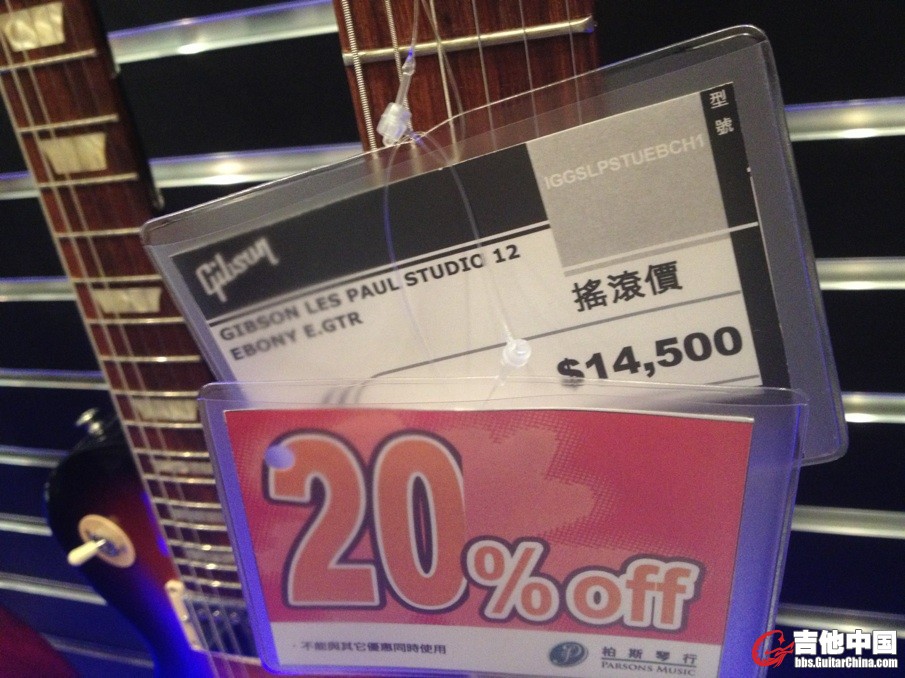 型號
IGGSLPSTUEBCH1
Gibson
GIBSON LES PAUL STUDIO 12
EBONY E.GTR
搖滾價
$14,500
20% off
·不能與其它優惠同時使用
柏斯琴行
PARSONS MUSIC
吉他中国
bbs.GuitarChina.com